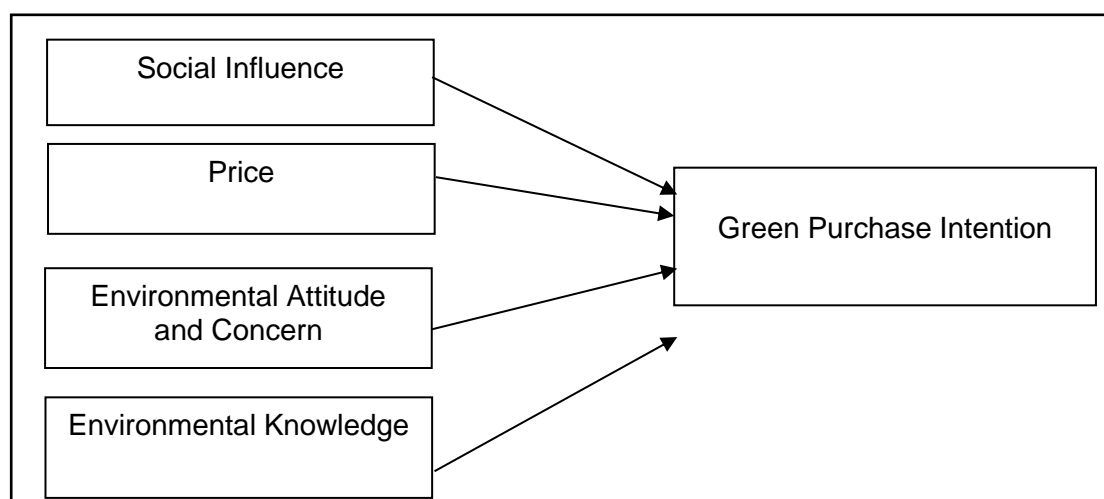 Social Influence
Price
Environmental Attitude
and Concern
Environmental Knowledge
Green Purchase Intention